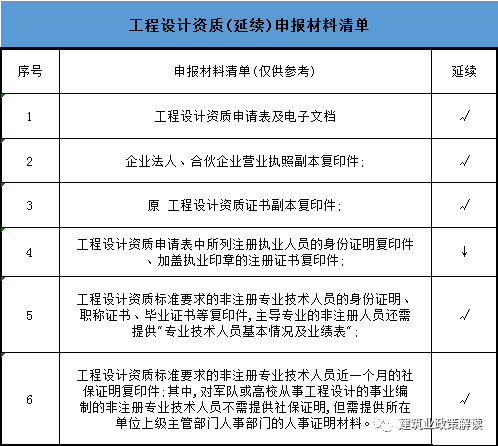 工程设计资质(延续)申报材料清单
序号 申报材料清单(仅供参考) 延续
1 工程设计资质申请表及电子文档 √
2 企业法人、合伙企业营业执照副本复印件; √
3 原 工程设计资质证书副本复印件; √
4 工程设计资质申请表中所列注册执业人员的身份证明复印件
、加盖执业印章的注册证书复印件; ↓
5 工程设计资质标准要求的非注册专业技术人员的身份证明、
职称证书、毕业证书等复印件,主导专业的非注册人员还需
提供"专业技术人员基本情况及业绩表"; √
6 工程设计资质标准要求的非注册专业技术人员近一个月的社
保证明复印件;其中,对军队或高校从事工程设计的事业编
制的非注册专业技术人员不需提供社保证明,但需提供所在
单位上级主管部门人事部门的人事证明材料。 √
建筑业政策解读